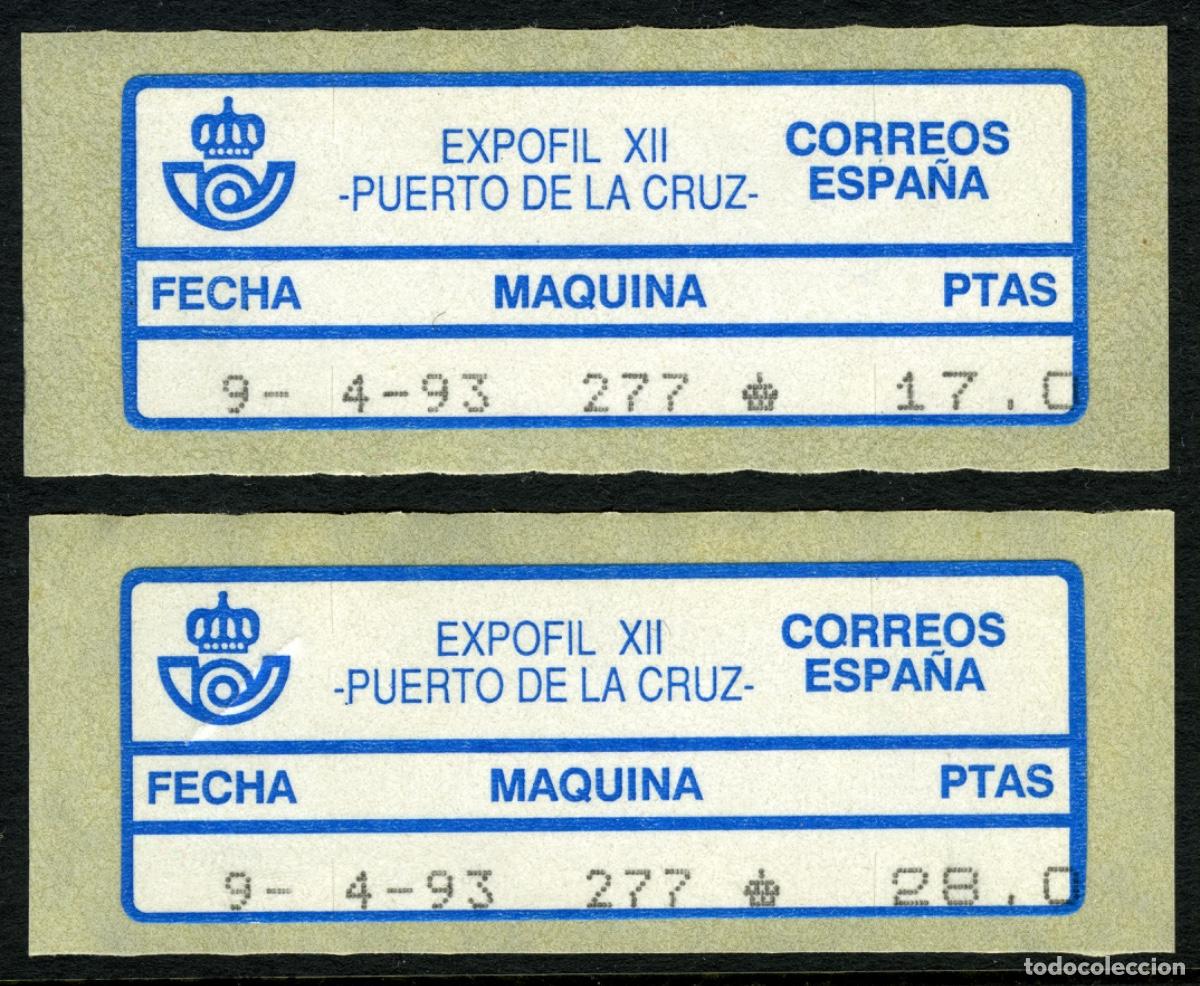 EXPOFIL XII
-PUERTO DE LA CRUZ-
CORREOS
ESPAÑA
FECHA MAQUINA PTAS
9- 4-93 277 17.0
EXPOFIL XII
-PUERTO DE LA CRUZ-
CORREOS
ESPAÑA
FECHA MAQUINA PTAS
9- 4-93 277 28.0
todocoleccion